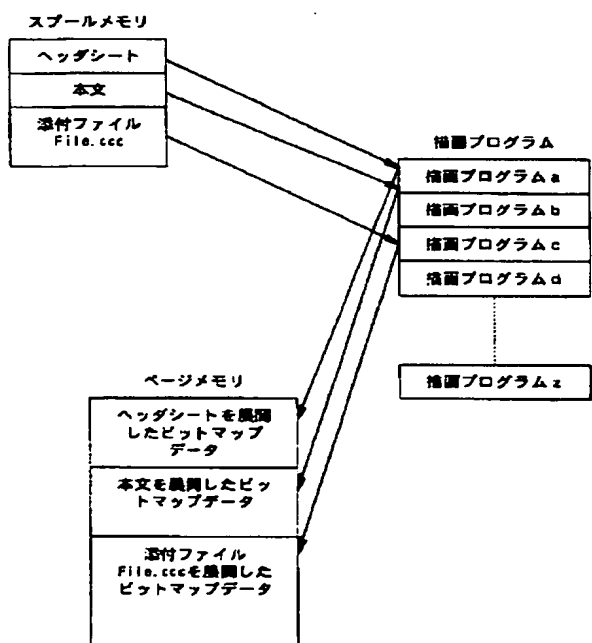 スプールメモリ
ヘッダシート
本文
添付ファイル
File.ccc
描画プログラム
描画プログラムa
描画プログラムb
描画プログラムc
描画プログラムd
描画プログラムz
ページメモリ
ヘッダシートを展開
したビットマップ
データ
本文を展開したビッ
トマップデータ
添付ファイル
File.cccを展開した
ビットマップデータ